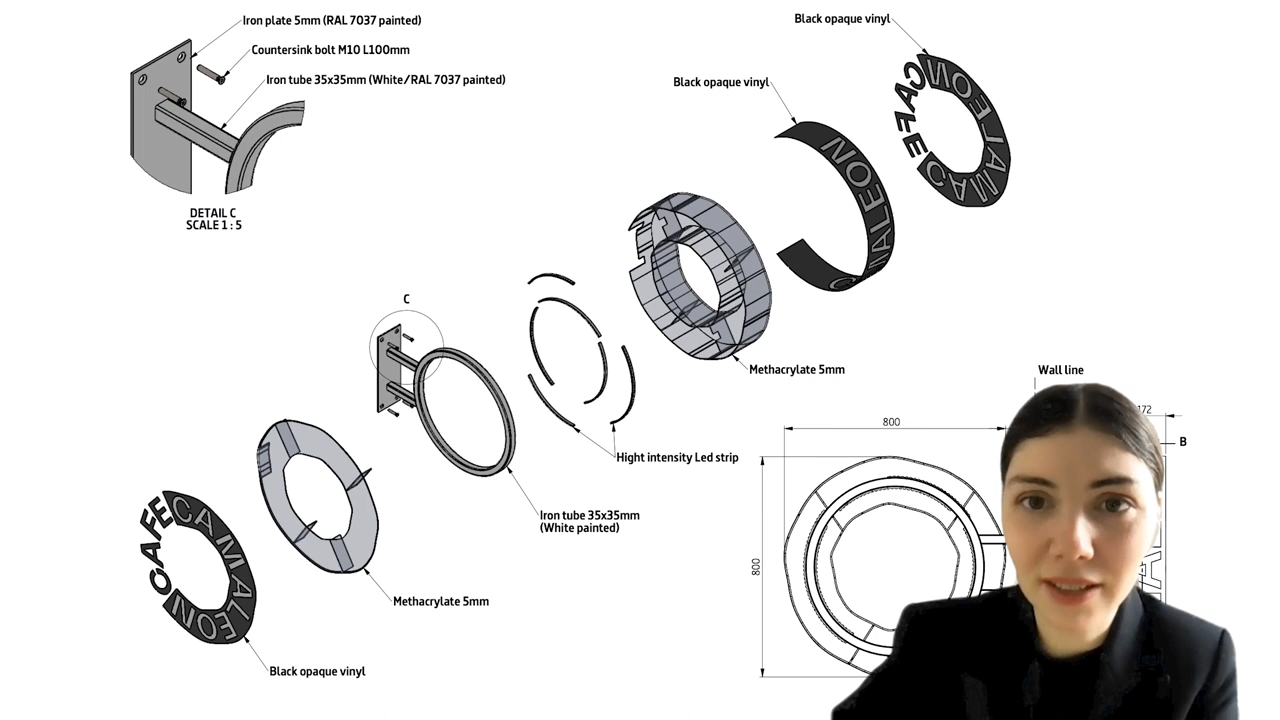 Iron plate 5mm (RAL 7037 painted)
Countersink bolt M10 L100mm
Iron tube 35x35mm (White/RAL 7037 painted)
DETAIL C
SCALE 1 : 5
Black opaque vinyl
Black opaque vinyl
CAFE
CAMALEON
CAMALEON
Methacrylate 5mm
C
Hight intensity Led strip
Iron tube 35x35mm
(White painted)
Methacrylate 5mm
CAFE
CAMALEON
Black opaque vinyl
Wall line
800
172
B
800